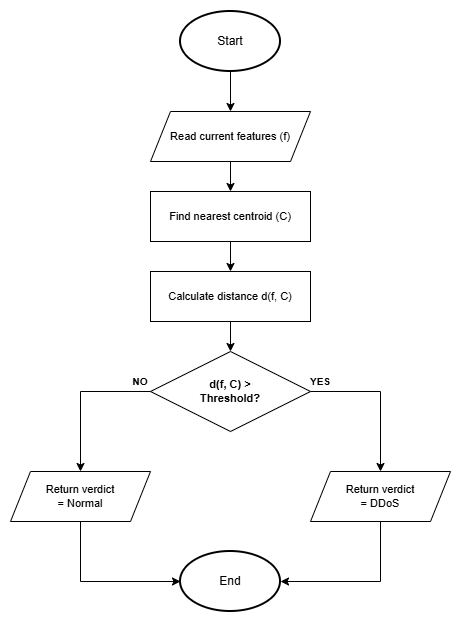 Start
Read current features (f)
Find nearest centroid (C)
Calculate distance d(f, C)
NO
d(f, C) >
Threshold?
YES
Return verdict
= Normal
Return verdict
= DDoS
End